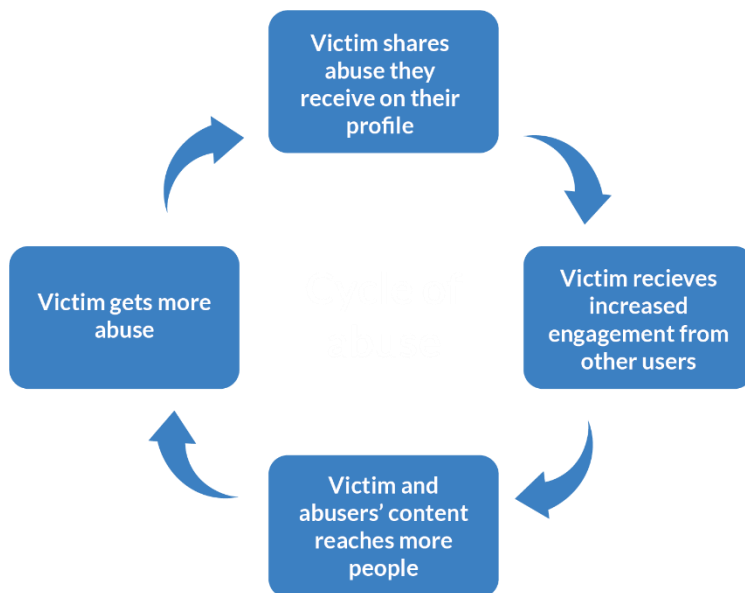 Victim shares
abuse they
receive on their
profile
Victim recieves
increased
engagement from
other users
Victim and
abusers’ content
reaches more
people
Victim gets more
abuse